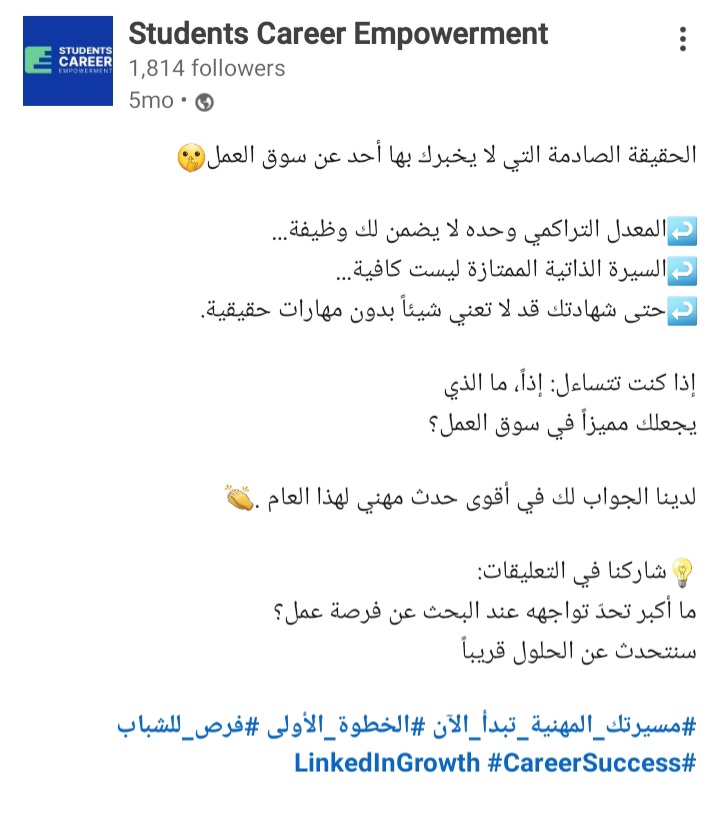 STUDENTS
CAREER
EMPOWERMENT
Students Career Empowerment
1,814 followers
5mo •
الحقيقة الصادمة التي لا يخبرك بها أحد عن سوق العمل🤫
↩️المعدل التراكمي وحده لا يضمن لك وظيفة...
↩️السيرة الذاتية الممتازة ليست كافية...
↩️حتى شهادتك قد لا تعني شيئاً بدون مهارات حقيقية.
إذا كنت تتساءل: إذاً، ما الذي
يجعلك مميزاً في سوق العمل؟
لدينا الجواب لك في أقوى حدث مهني لهذا العام .👏
💡شاركنا في التعليقات:
ما أكبر تحدّ تواجهه عند البحث عن فرصة عمل؟
سنتحدث عن الحلول قريباً
#مسيرتك_المهنية_تبدأ_الآن #الخطوة_الأولى #فرص_للشباب
#LinkedInGrowth #CareerSuccess